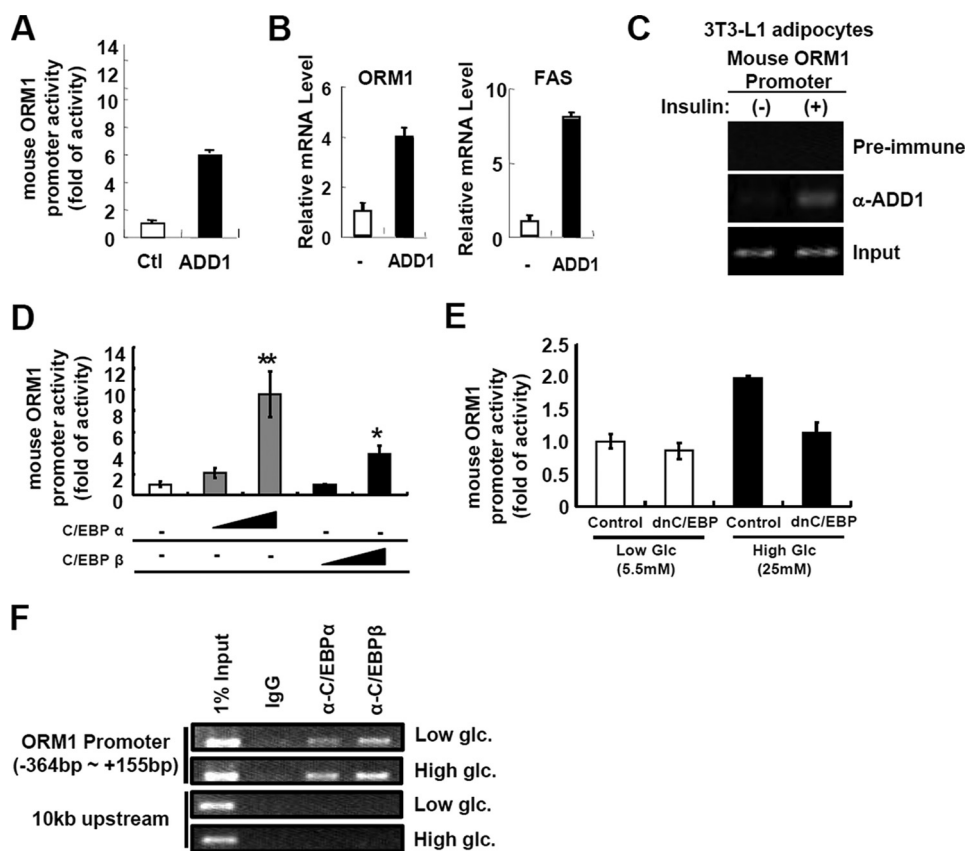 A
mouse ORM1
promoter activity
(fold of activity)
14
12
10
8
6
4
2
0
Ctl ADD1
B
Relative mRNA Level
6
4
2
0
ORM1
- ADD1
Relative mRNA Level
10
5
0
FAS
- ADD1
C
3T3-L1 adipocytes
Mouse ORM1
Promoter
Insulin: (-) (+)
Pre-immune
α-ADD1
Input
D
mouse ORM1
promoter activity
(fold of activity)
14
12
10
8
6
4
2
0
**
*
C/EBP α - - -
C/EBP β - - -
E
mouse ORM1
promoter activity
(fold of activity)
2.5
2.0
1.5
1.0
0.5
0
Control dnC/EBP Control dnC/EBP
Low Glc High Glc
(5.5mM) (25mM)
F
1% Input
IgG
α-C/EBPα
α-C/EBPβ
ORM1 Promoter
(-364bp ~ +155bp)
Low glc.
High glc.
10kb upstream
Low glc.
High glc.